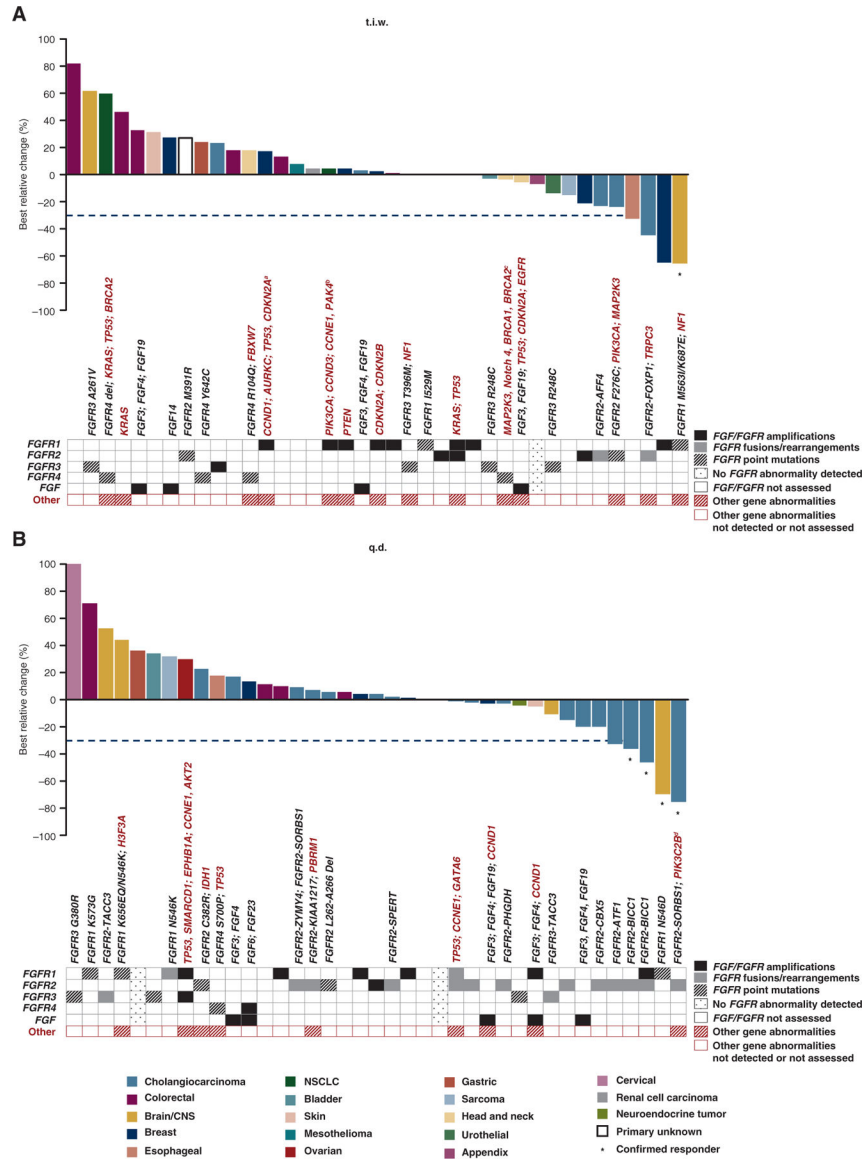 A
t.i.w.
Best relative change (%)
100
80
60
40
20
0
−20
−40
−60
−80
−100
*
FGFR3 A261V
FGFR4 del; KRAS; TP53; BRCA2
KRAS
FGF3; FGF4; FGF19
FGF14
FGFR2 M391R
FGFR4 Y642C
FGFR4 R104Q; FBXW7
CCND1; AURKC; TP53, CDKN2Aᵃ
PIK3CA; CCND3; CCNE1, PAK4ᵇ
PTEN
FGF3, FGF4, FGF19
CDKN2A; CDKN2B
FGFR3 T396M; NF1
FGFR1 I529M
KRAS; TP53
FGFR3 R248C
MAP2K3, Notch 4, BRCA1, BRCA2ᶜ
FGF3, FGF19; TP53; CDKN2A; EGFR
FGFR3 R248C
FGFR2-AFF4
FGFR2 F276C; PIK3CA; MAP2K3
FGFR2-FOXP1; TRPC3
FGFR1 M563I/K687E; NF1
FGFR1
FGFR2
FGFR3
FGFR4
FGF
Other
FGF/FGFR amplifications
FGFR fusions/rearrangements
FGFR point mutations
No FGFR abnormality detected
FGF/FGFR not assessed
Other gene abnormalities
Other gene abnormalities
not detected or not assessed
B
q.d.
Best relative change (%)
100
80
60
40
20
0
−20
−40
−60
−80
−100
*
*
*
*
FGFR3 G380R
FGFR1 K573G
FGFR2-TACC3
FGFR1 K656EQ/N546K; H3F3A
FGFR1 N546K
TP53, SMARCD1; EPHB1A; CCNE1, AKT2
FGFR2 C382R; IDH1
FGFR4 S700P; TP53
FGF3; FGF4
FGF6; FGF23
FGFR2-ZYMY4; FGFR2-SORBS1
FGFR2-KIAA1217; PBRM1
FGFR2 L262-A266 Del
FGFR2-SPERT
TP53; CCNE1; GATA6
FGF3; FGF4; FGF19; CCND1
FGFR2-PHGDH
FGF3; FGF4; CCND1
FGFR3-TACC3
FGF3, FGF4, FGF19
FGFR2-CBX5
FGFR2-ATF1
FGFR2-BICC1
FGFR2-BICC1
FGFR1 N546D
FGFR2-SORBS1; PIK3C2Bᵈ
FGFR1
FGFR2
FGFR3
FGFR4
FGF
Other
FGF/FGFR amplifications
FGFR fusions/rearrangements
FGFR point mutations
No FGFR abnormality detected
FGF/FGFR not assessed
Other gene abnormalities
Other gene abnormalities
not detected or not assessed
Cholangiocarcinoma
Colorectal
Brain/CNS
Breast
Esophageal
NSCLC
Bladder
Skin
Mesothelioma
Ovarian
Gastric
Sarcoma
Head and neck
Urothelial
Appendix
Cervical
Renal cell carcinoma
Neuroendocrine tumor
Primary unknown
* Confirmed responder